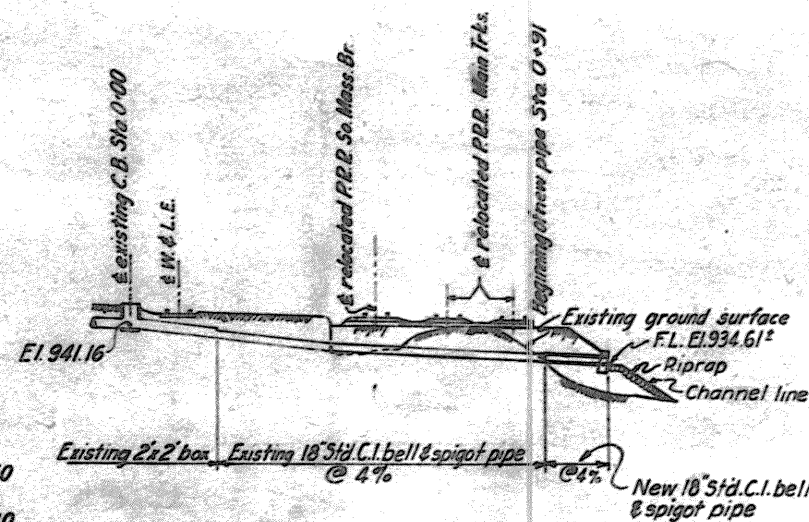 ℄ existing C.B. Sta 0+00
℄ W. & L.E.
℄ relocated P.R.R. So. Mass. Br.
℄ relocated P.R.R. Main Trks.
Beginning of new pipe Sta. 0+91
Existing ground surface
F.L. El. 934.61±
Riprap
Channel line
El. 941.16
Existing 2'x2' box
Existing 18" Std. C.I. bell & spigot pipe
@ 4%
@ 4%
New 18" Std. C.I. bell
& spigot pipe